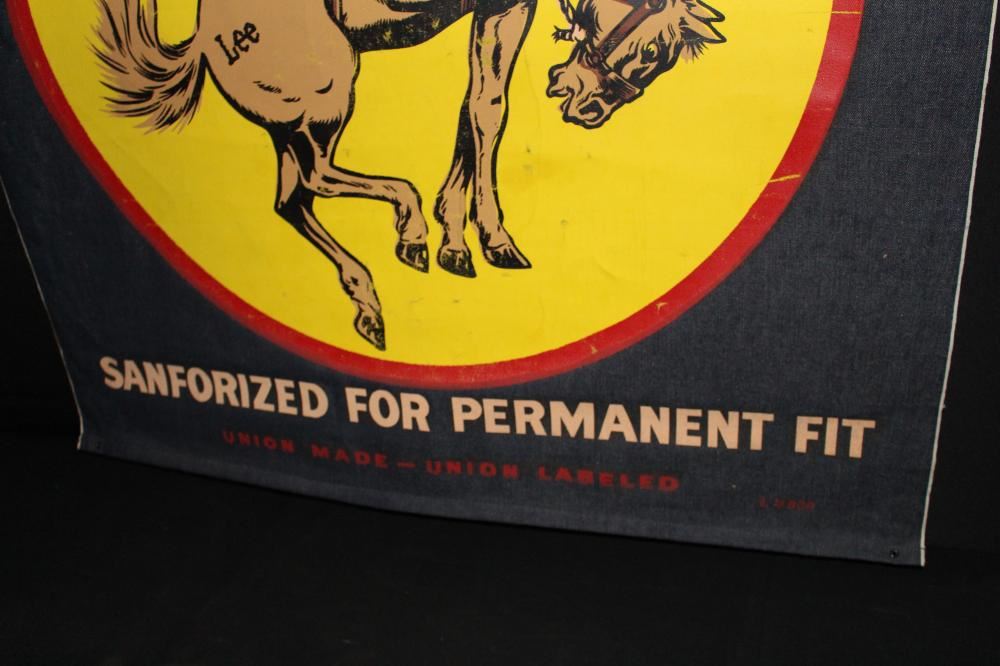 Lee
SANFORIZED FOR PERMANENT FIT
UNION MADE — UNION LABELED